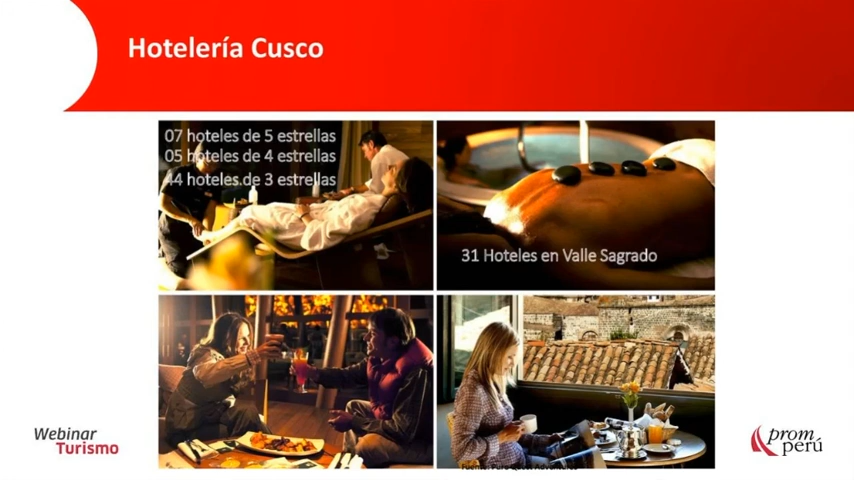 Hotelería Cusco
07 hoteles de 5 estrellas
05 hoteles de 4 estrellas
44 hoteles de 3 estrellas
31 Hoteles en Valle Sagrado
Webinar
Turismo
prom
perú